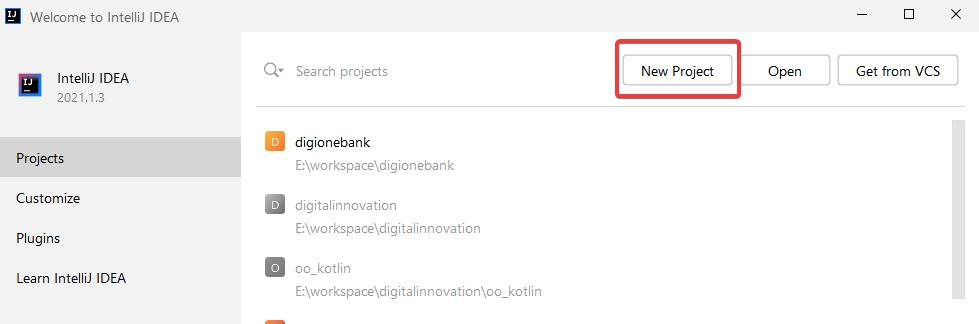 Welcome to IntelliJ IDEA
IJ
IntelliJ IDEA
2021.1.3
Projects
Customize
Plugins
Learn IntelliJ IDEA
Search projects
New Project
Open
Get from VCS
D
digionebank
E:\workspace\digionebank
D
digitalinnovation
E:\workspace\digitalinnovation
O
oo_kotlin
E:\workspace\digitalinnovation\oo_kotlin